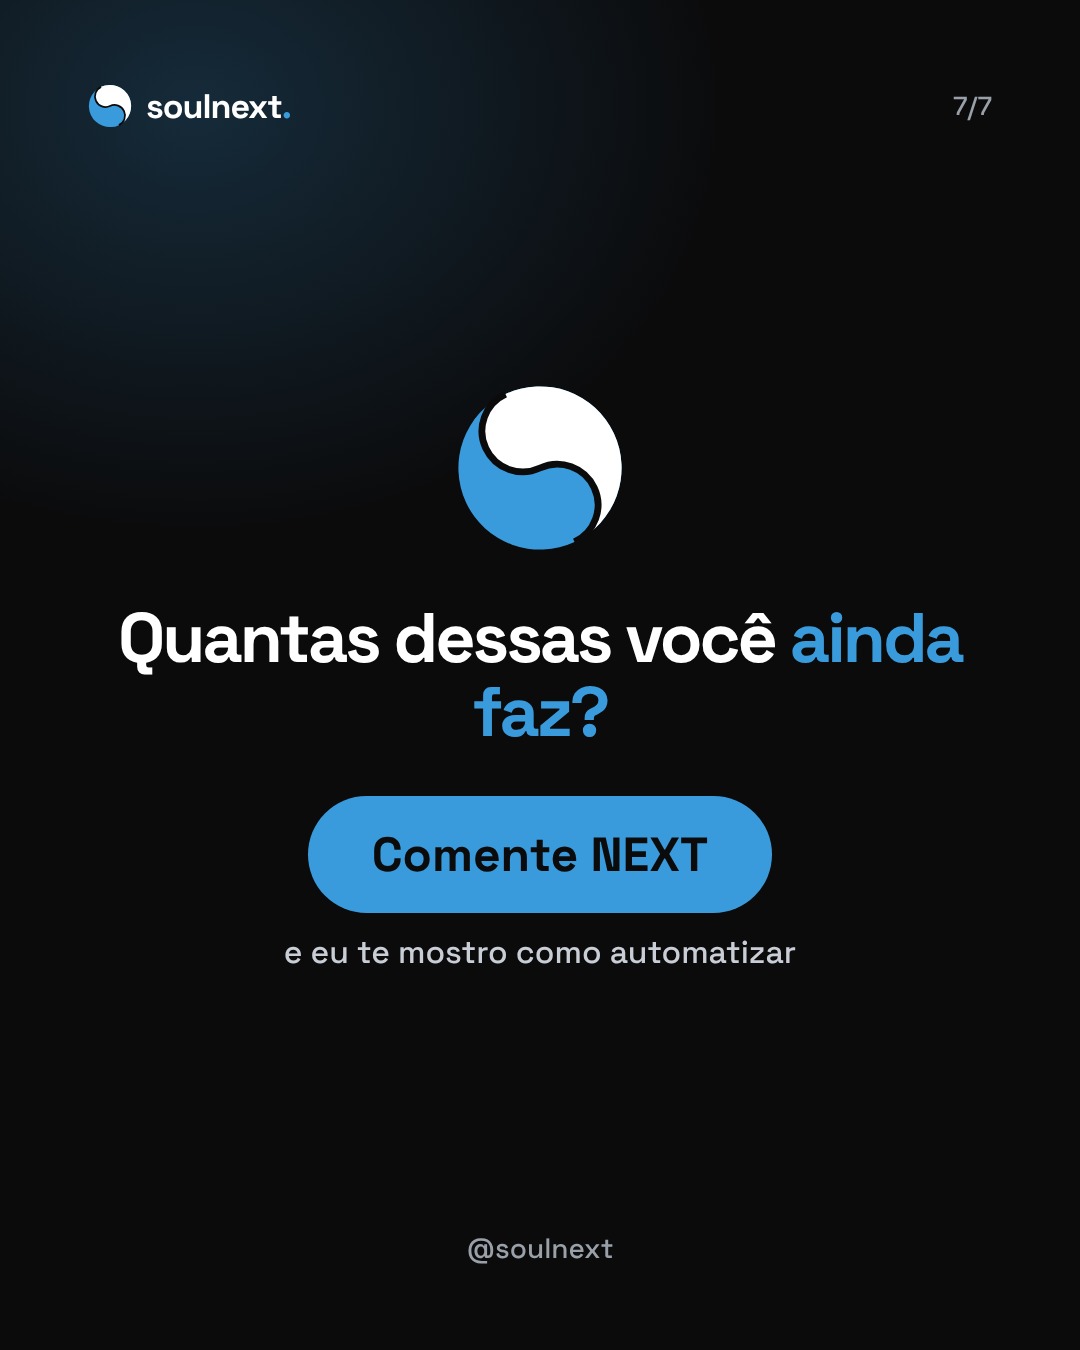 soulnext.
7/7
Quantas dessas você ainda
faz?
Comente NEXT
e eu te mostro como automatizar
@soulnext